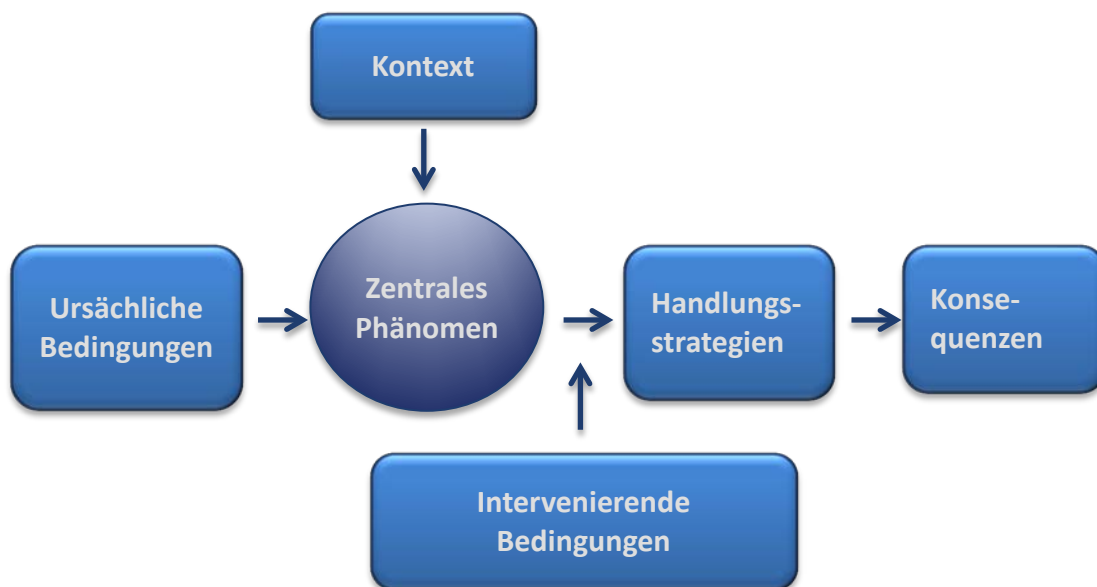 Kontext
Ursächliche
Bedingungen
Zentrales
Phänomen
Handlungs-
strategien
Konse-
quenzen
Intervenierende
Bedingungen